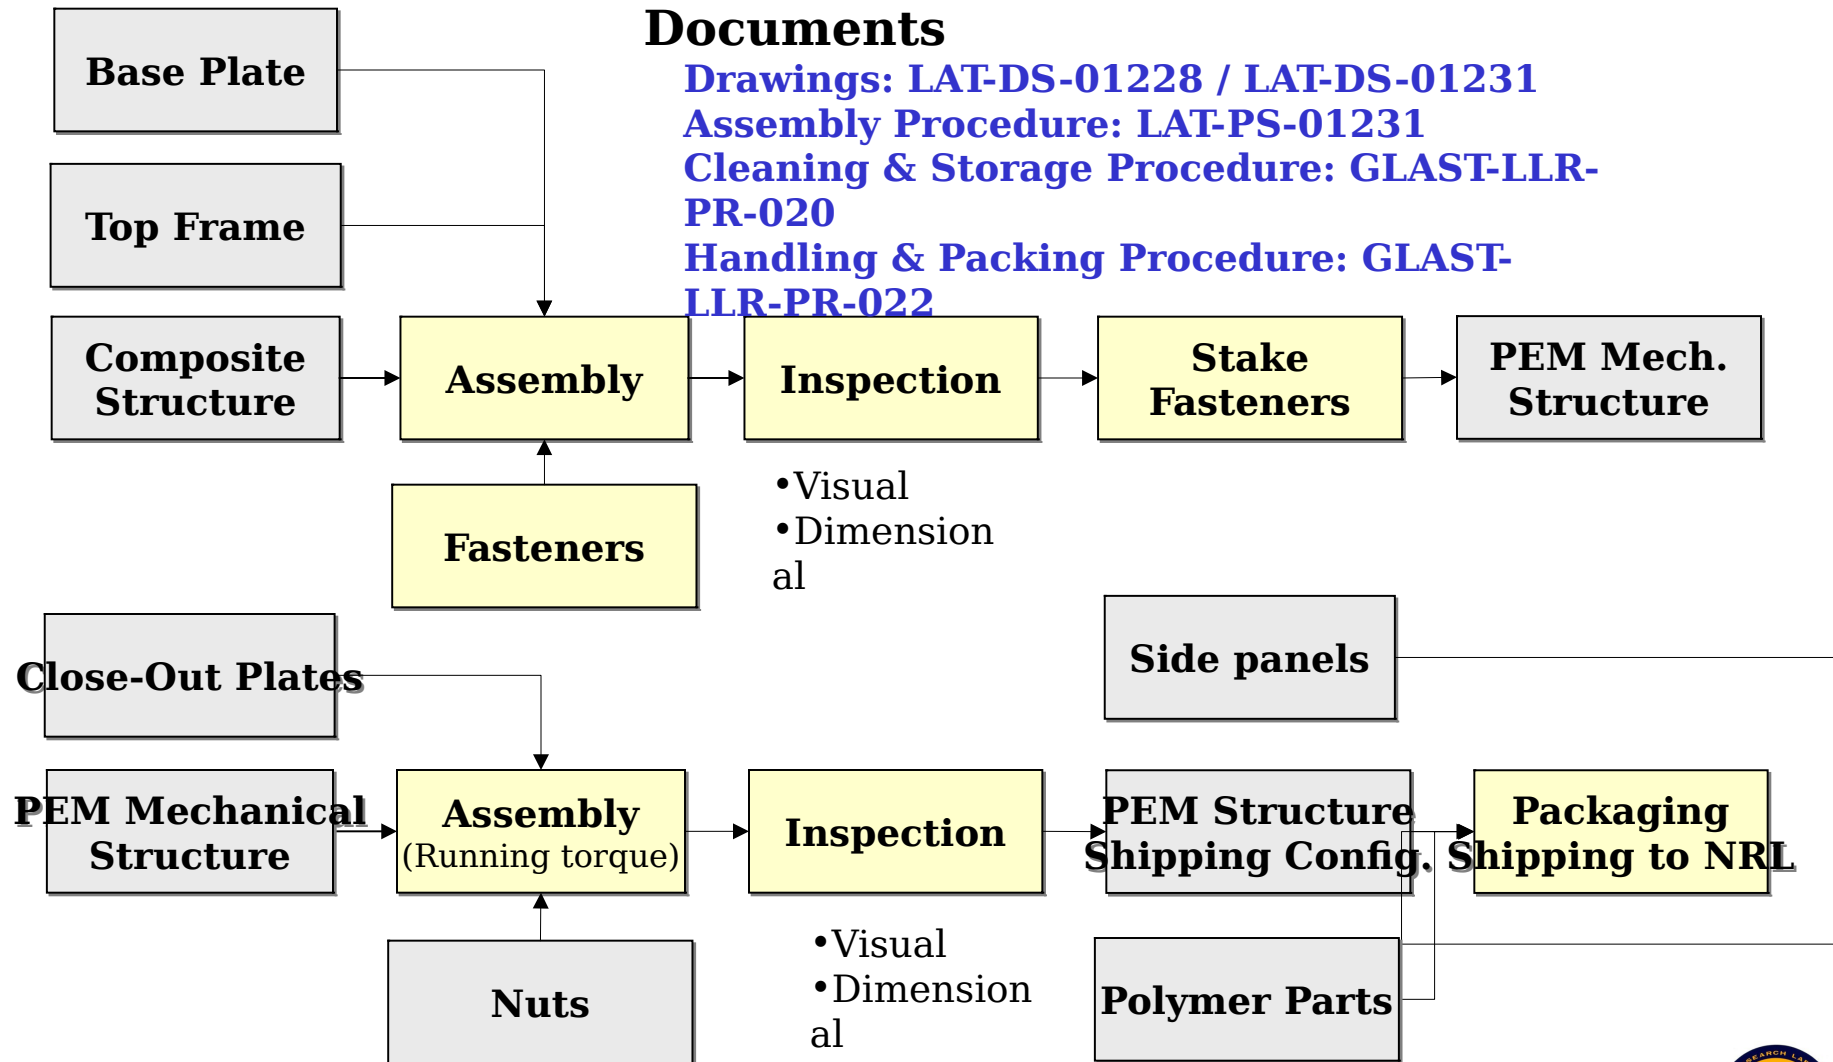 Documents
Drawings: LAT-DS-01228 / LAT-DS-01231
Assembly Procedure: LAT-PS-01231
Cleaning & Storage Procedure: GLAST-LLR-
PR-020
Handling & Packing Procedure: GLAST-
LLR-PR-022
Base Plate
Top Frame
Composite
Structure
Assembly
Inspection
Stake
Fasteners
PEM Mech.
Structure
Fasteners
•Visual
•Dimension
al
Close-Out Plates
Side panels
PEM Mechanical
Structure
Assembly
(Running torque)
Inspection
PEM Structure
Shipping Config.
Packaging
Shipping to NRL
Nuts
•Visual
•Dimension
al
Polymer Parts